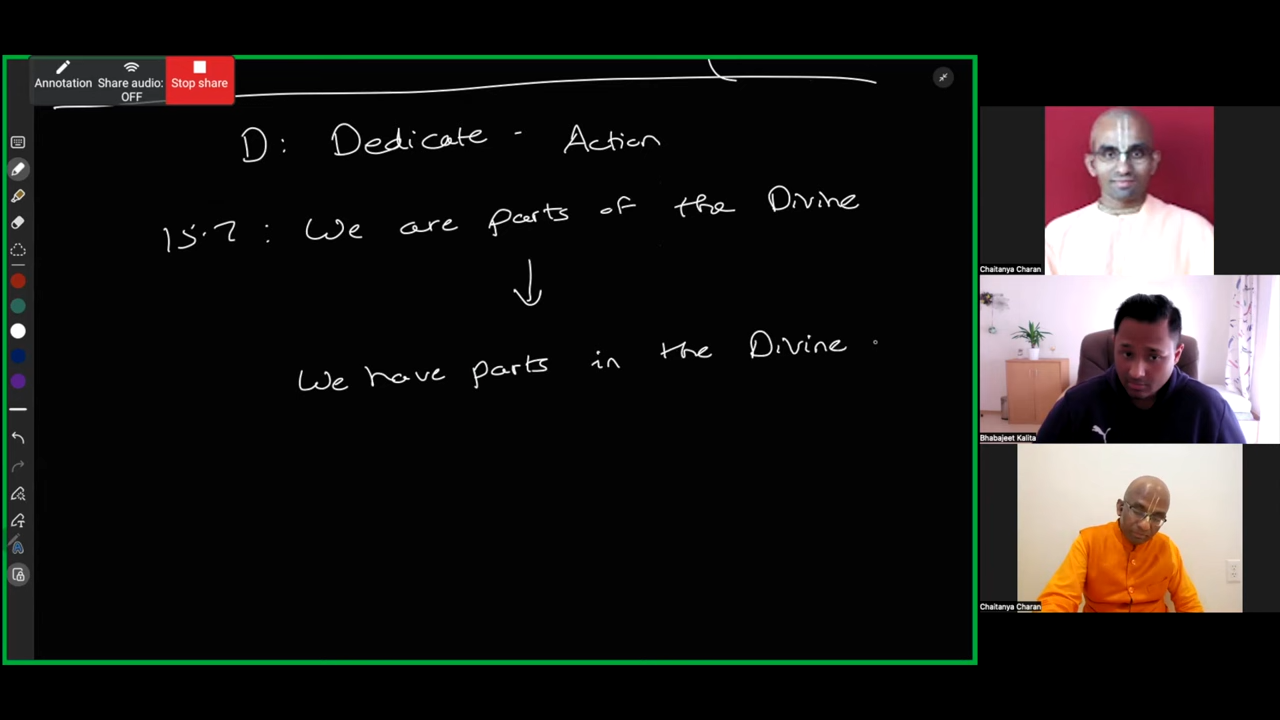 Annotation
Share audio: OFF
Stop share
D: Dedicate - Action
15.7 : We are parts of the Divine
↓
We have parts in the Divine .
Chaitanya Charan
Bhabajeet Kalita
Chaitanya Charan